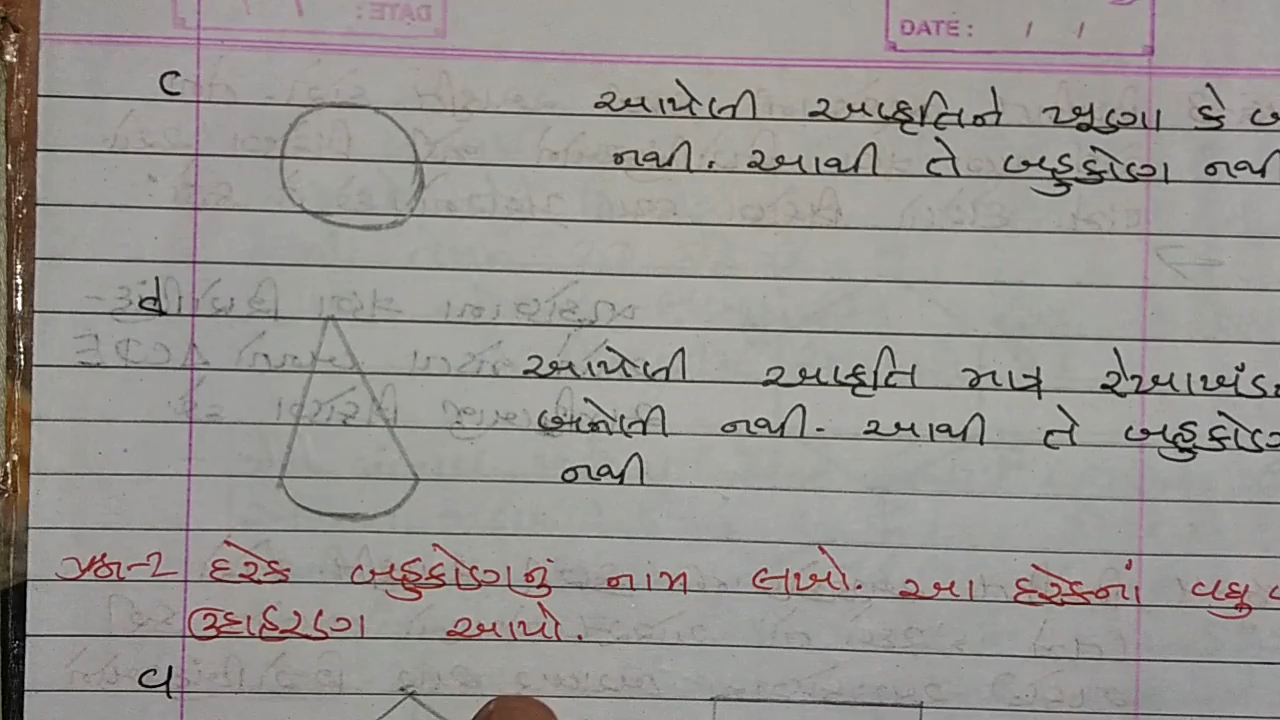 DATE: / /
c
આપેલી આકૃતિને ખૂણા કે
નથી. આથી તે બહુકોણ નથી
d
આપેલી આકૃતિ માત્ર રેખાખંડ
બનેલી નથી. આથી તે બહુકોણ
નથી
પ્રશ્ન-2 દરેક બહુકોણનું નામ લખો. આ દરેકનાં વધુ
ઉદાહરણ આપો.